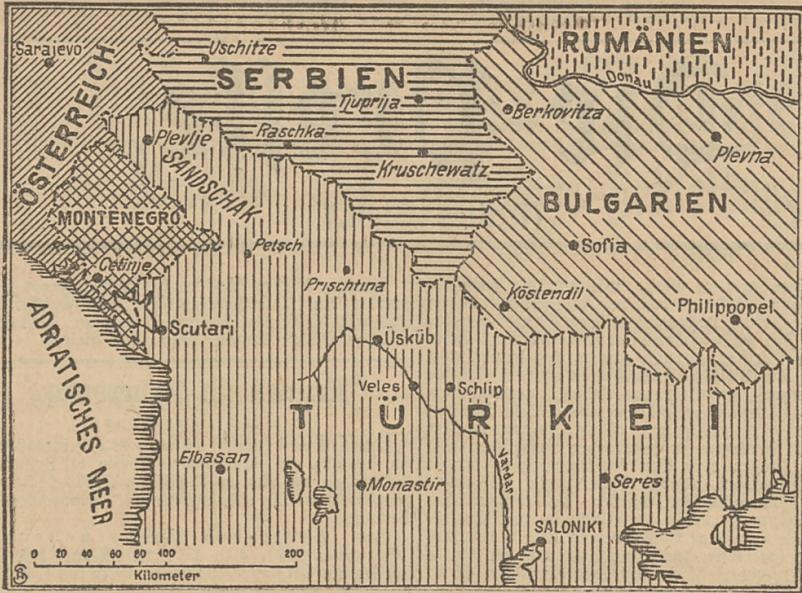 RUMÄNIEN
Sarajevo
Uschitze
SERBIEN
Donau
Tjuprija
Berkovitza
ÖSTERREICH
Plevlje
Raschka
Plevna
SANDSCHAK
Kruschewatz
MONTENEGRO
BULGARIEN
Petsch
Sofia
Cetinje
Prischtina
Köstendil
Philippopel
Scutari
Üsküb
ADRIATISCHES MEER
Veles
Schlip
TÜRKEI
Elbasan
Monastir
Vardar
Seres
SALONIKI
0 20 40 60 80 100 200
Kilometer